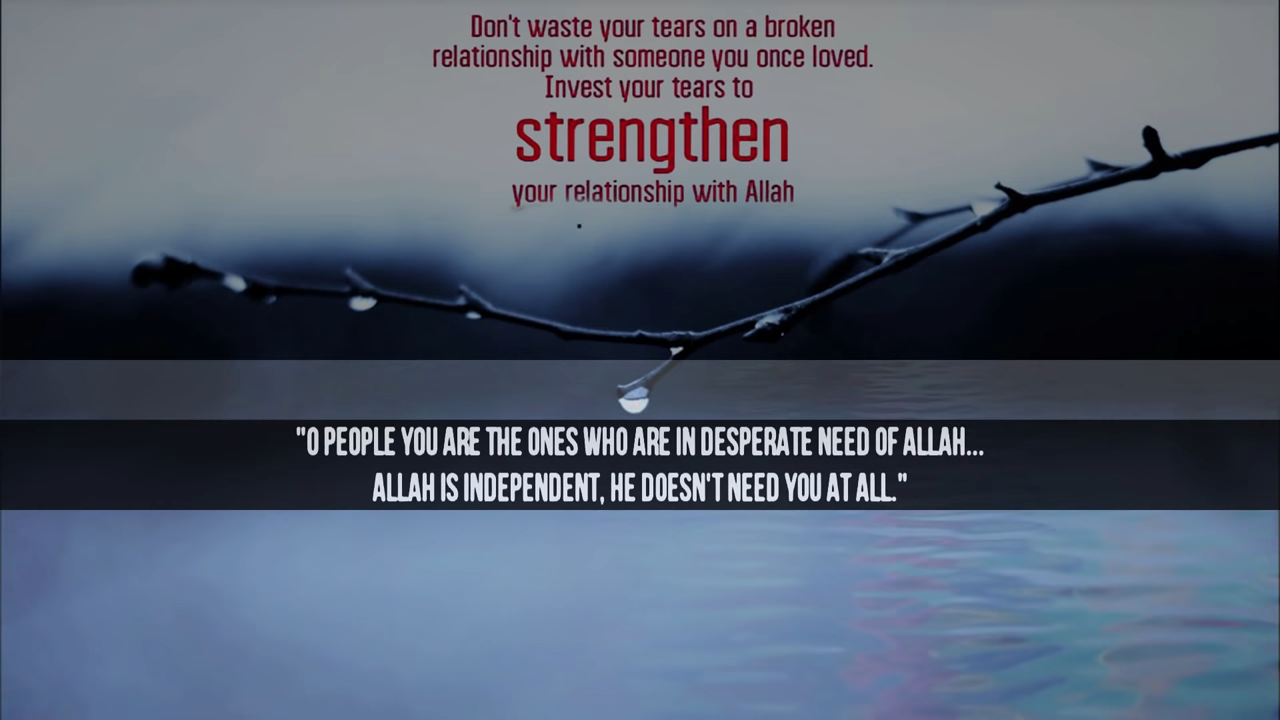 Don't waste your tears on a broken
relationship with someone you once loved.
Invest your tears to
strengthen
your relationship with Allah
"O PEOPLE YOU ARE THE ONES WHO ARE IN DESPERATE NEED OF ALLAH...
ALLAH IS INDEPENDENT, HE DOESN'T NEED YOU AT ALL."